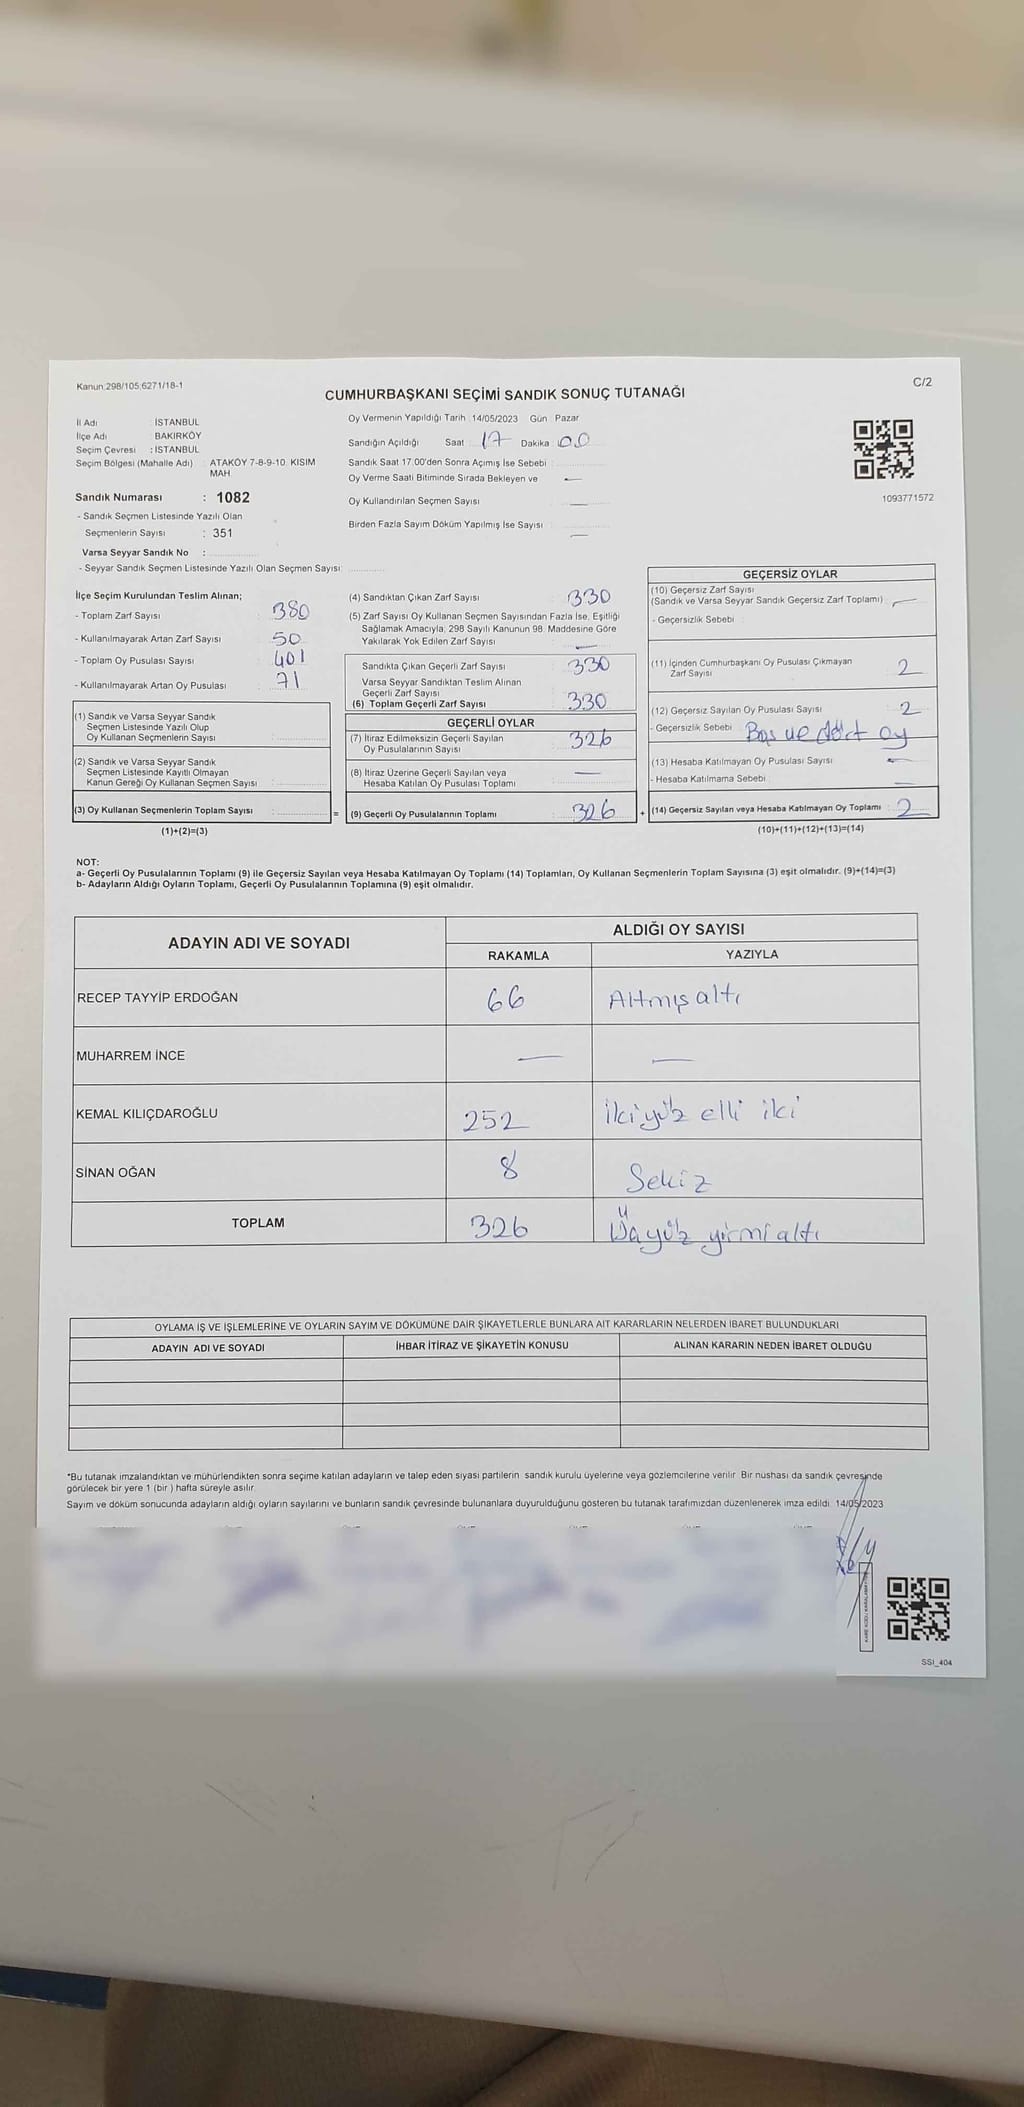 Kanun;298/105;6271/18-1
C/2
CUMHURBAŞKANI SEÇİMİ SANDIK SONUÇ TUTANAĞI
İl Adı İSTANBUL
İlçe Adı BAKIRKÖY
Seçim Çevresi : İSTANBUL
Seçim Bölgesi (Mahalle Adı) : ATAKÖY 7-8-9-10. KISIM MAH.
Sandık Numarası : 1082
- Sandık Seçmen Listesinde Yazılı Olan
Seçmenlerin Sayısı : 351
Varsa Seyyar Sandık No :
- Seyyar Sandık Seçmen Listesinde Yazılı Olan Seçmen Sayısı:
Oy Vermenin Yapıldığı Tarih : 14/05/2023 Gün : Pazar
Sandığın Açıldığı Saat : 17 Dakika : 00
Sandık Saat 17.00'den Sonra Açımış İse Sebebi :
Oy Verme Saati Bitiminde Sırada Bekleyen ve —
Oy Kullandırılan Seçmen Sayısı —
Birden Fazla Sayım Döküm Yapılmış İse Sayısı : —
1093771572
İlçe Seçim Kurulundan Teslim Alınan;
- Toplam Zarf Sayısı : 380
- Kullanılmayarak Artan Zarf Sayısı : 50
- Toplam Oy Pusulası Sayısı : 401
- Kullanılmayarak Artan Oy Pusulası : 71
(1) Sandık ve Varsa Seyyar Sandık
Seçmen Listesinde Yazılı Olup
Oy Kullanan Seçmenlerin Sayısı :
(2) Sandık ve Varsa Seyyar Sandık
Seçmen Listesinde Kayıtlı Olmayan
Kanun Gereği Oy Kullanan Seçmen Sayısı :
(3) Oy Kullanan Seçmenlerin Toplam Sayısı :
(1)+(2)=(3)
(4) Sandıktan Çıkan Zarf Sayısı : 330
(5) Zarf Sayısı Oy Kullanan Seçmen Sayısından Fazla İse, Eşitliği
Sağlamak Amacıyla; 298 Sayılı Kanunun 98. Maddesine Göre
Yakılarak Yok Edilen Zarf Sayısı : —
Sandıkta Çıkan Geçerli Zarf Sayısı : 330
Varsa Seyyar Sandıktan Teslim Alınan
Geçerli Zarf Sayısı
(6) Toplam Geçerli Zarf Sayısı : 330
GEÇERLİ OYLAR
(7) İtiraz Edilmeksizin Geçerli Sayılan
Oy Pusulalarının Sayısı : 326
(8) İtiraz Üzerine Geçerli Sayılan veya
Hesaba Katılan Oy Pusulası Toplamı : —
= (9) Geçerli Oy Pusulalarının Toplamı : 326
GEÇERSİZ OYLAR
(10) Geçersiz Zarf Sayısı
(Sandık ve Varsa Seyyar Sandık Geçersiz Zarf Toplamı) : —
- Geçersizlik Sebebi :
(11) İçinden Cumhurbaşkanı Oy Pusulası Çıkmayan
Zarf Sayısı : 2
(12) Geçersiz Sayılan Oy Pusulası Sayısı : 2
- Geçersizlik Sebebi : Boş ve dört oy
(13) Hesaba Katılmayan Oy Pusulası Sayısı : —
- Hesaba Katılmama Sebebi : —
+ (14) Geçersiz Sayılan veya Hesaba Katılmayan Oy Toplamı : 2
(10)+(11)+(12)+(13)=(14)
NOT:
a- Geçerli Oy Pusulalarının Toplamı (9) ile Geçersiz Sayılan veya Hesaba Katılmayan Oy Toplamı (14) Toplamları, Oy Kullanan Seçmenlerin Toplam Sayısına (3) eşit olmalıdır. (9)+(14)=(3)
b- Adayların Aldığı Oyların Toplamı, Geçerli Oy Pusulalarının Toplamına (9) eşit olmalıdır.
ADAYIN ADI VE SOYADI
ALDIĞI OY SAYISI
RAKAMLA YAZIYLA
RECEP TAYYİP ERDOĞAN 66 Altmışaltı
MUHARREM İNCE — —
KEMAL KILIÇDAROĞLU 252 ikiyüz elli iki
SİNAN OĞAN 8 Sekiz
TOPLAM 326 Üçyüz yirmialtı
OYLAMA İŞ VE İŞLEMLERİNE VE OYLARIN SAYIM VE DÖKÜMÜNE DAİR ŞİKAYETLERLE BUNLARA AİT KARARLARIN NELERDEN İBARET BULUNDUKLARI
ADAYIN ADI VE SOYADI İHBAR İTİRAZ VE ŞİKAYETİN KONUSU ALINAN KARARIN NEDEN İBARET OLDUĞU
*Bu tutanak imzalandıktan ve mühürlendikten sonra seçime katılan adayların ve talep eden siyasi partilerin sandık kurulu üyelerine veya gözlemcilerine verilir. Bir nüshası da sandık çevresinde
görülecek bir yere 1 (bir) hafta süreyle asılır.
Sayım ve döküm sonucunda adayların aldığı oyların sayılarını ve bunların sandık çevresinde bulunanlara duyurulduğunu gösteren bu tutanak tarafımızdan düzenlenerek imza edildi. 14/05/2023
SSI_404